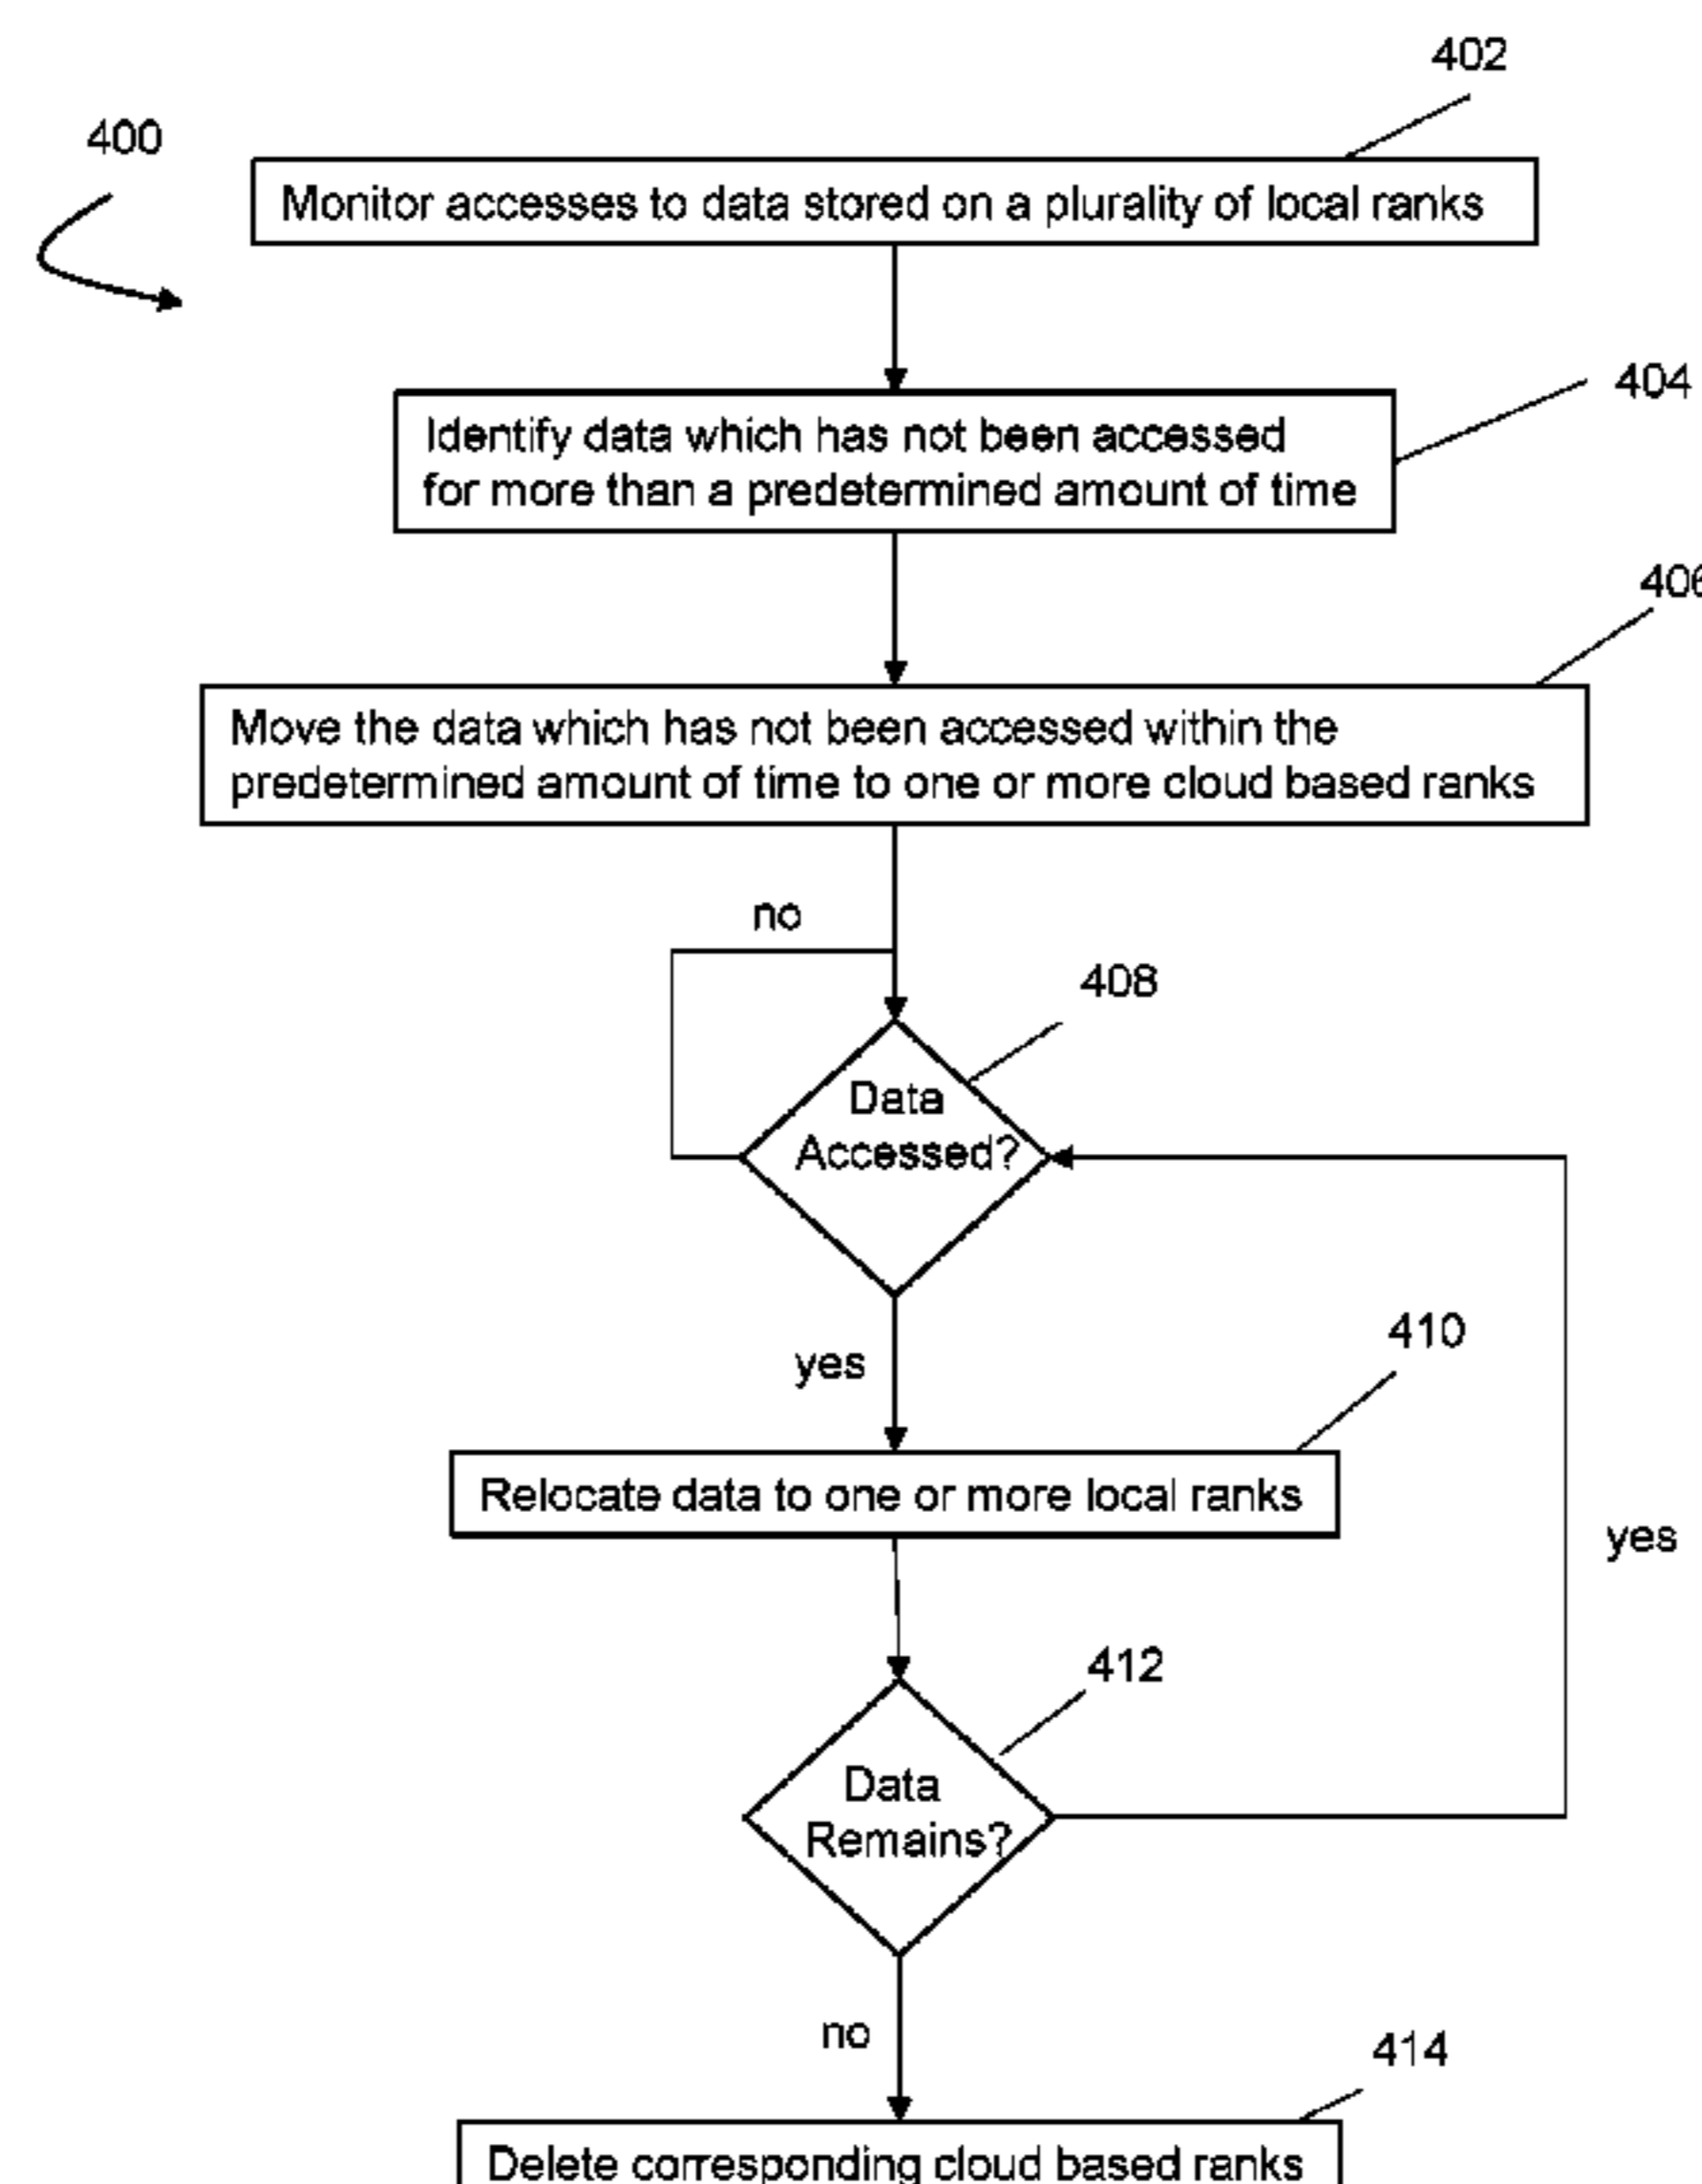 402
400
Monitor accesses to data stored on a plurality of local ranks
404
Identify data which has not been accessed
for more than a predetermined amount of time
406
Move the data which has not been accessed within the
predetermined amount of time to one or more cloud based ranks
no
408
Data
Accessed?
yes
410
Relocate data to one or more local ranks
yes
412
Data
Remains?
no
414
Delete corresponding cloud based ranks